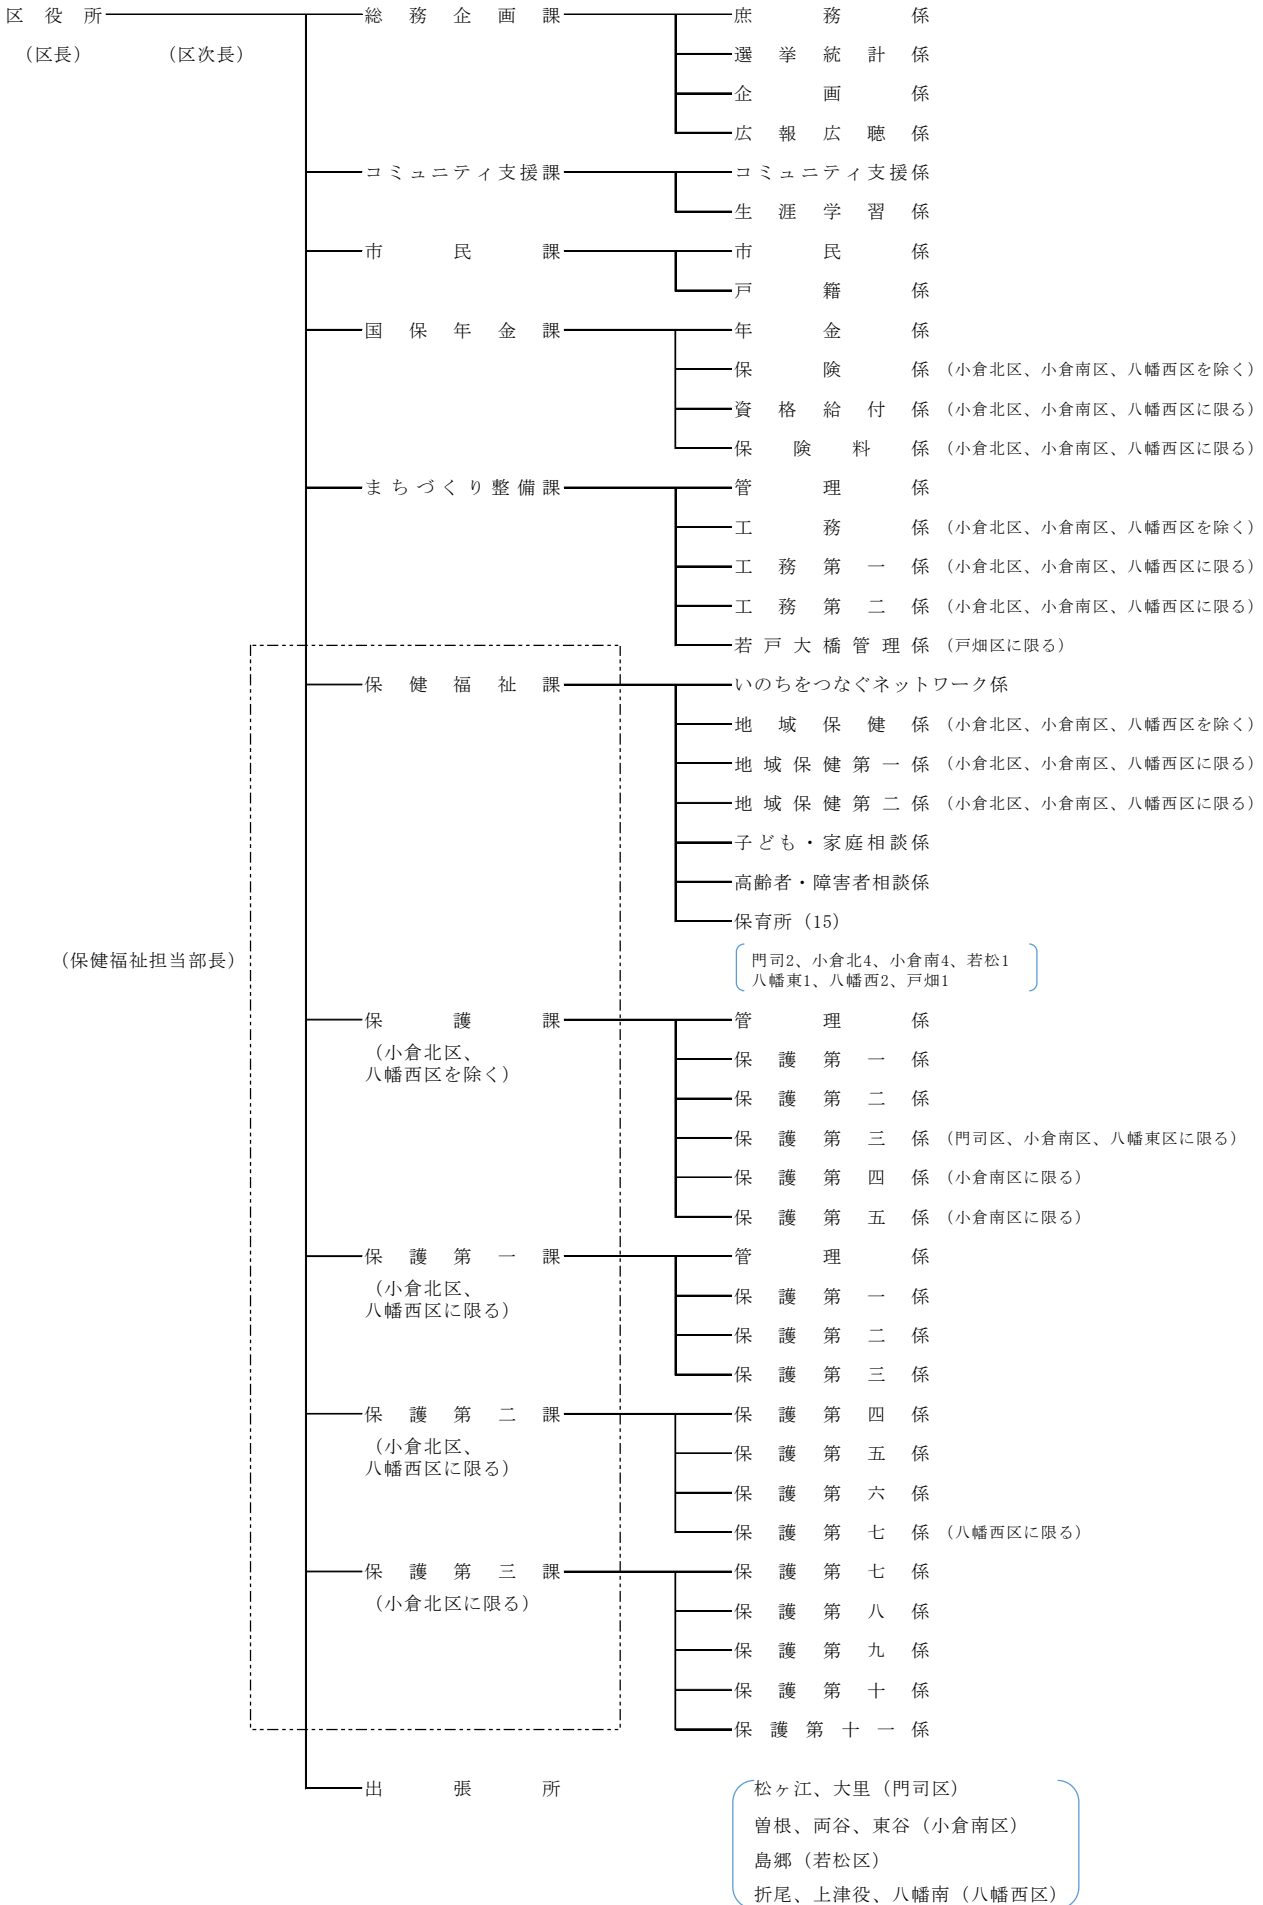 区役所 総務企画課 庶務係
（区長） （区次長） 選挙統計係
企画係
広報広聴係
コミュニティ支援課 コミュニティ支援係
生涯学習係
市民課 市民係
戸籍係
国保年金課 年金係
保険係（小倉北区、小倉南区、八幡西区を除く）
資格給付係（小倉北区、小倉南区、八幡西区に限る）
保険料係（小倉北区、小倉南区、八幡西区に限る）
まちづくり整備課 管理係
工務係（小倉北区、小倉南区、八幡西区を除く）
工務第一係（小倉北区、小倉南区、八幡西区に限る）
工務第二係（小倉北区、小倉南区、八幡西区に限る）
若戸大橋管理係（戸畑区に限る）
保健福祉課 いのちをつなぐネットワーク係
地域保健係（小倉北区、小倉南区、八幡西区を除く）
地域保健第一係（小倉北区、小倉南区、八幡西区に限る）
地域保健第二係（小倉北区、小倉南区、八幡西区に限る）
子ども・家庭相談係
高齢者・障害者相談係
保育所（15）
（保健福祉担当部長） 門司2、小倉北4、小倉南4、若松1
八幡東1、八幡西2、戸畑1
保護課 管理係
（小倉北区、
八幡西区を除く）
保護第一係
保護第二係
保護第三係（門司区、小倉南区、八幡東区に限る）
保護第四係（小倉南区に限る）
保護第五係（小倉南区に限る）
保護第一課 管理係
（小倉北区、
八幡西区に限る）
保護第一係
保護第二係
保護第三係
保護第二課 保護第四係
（小倉北区、
八幡西区に限る）
保護第五係
保護第六係
保護第七係（八幡西区に限る）
保護第三課 保護第七係
（小倉北区に限る）
保護第八係
保護第九係
保護第十係
保護第十一係
出張所 松ヶ江、大里（門司区）
曽根、両谷、東谷（小倉南区）
島郷（若松区）
折尾、上津役、八幡南（八幡西区）